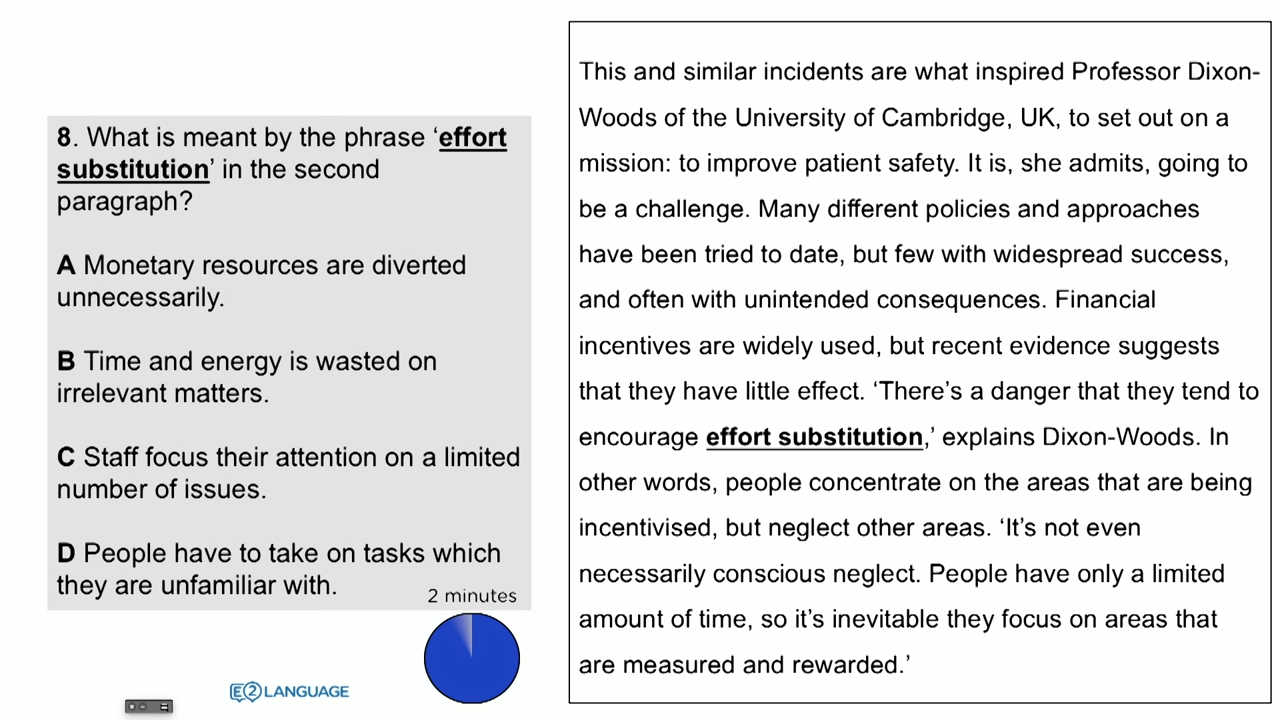 8. What is meant by the phrase ‘effort
substitution’ in the second
paragraph?
A Monetary resources are diverted
unnecessarily.
B Time and energy is wasted on
irrelevant matters.
C Staff focus their attention on a limited
number of issues.
D People have to take on tasks which
they are unfamiliar with.
2 minutes
E2 LANGUAGE
This and similar incidents are what inspired Professor Dixon-
Woods of the University of Cambridge, UK, to set out on a
mission: to improve patient safety. It is, she admits, going to
be a challenge. Many different policies and approaches
have been tried to date, but few with widespread success,
and often with unintended consequences. Financial
incentives are widely used, but recent evidence suggests
that they have little effect. ‘There’s a danger that they tend to
encourage effort substitution,’ explains Dixon-Woods. In
other words, people concentrate on the areas that are being
incentivised, but neglect other areas. ‘It’s not even
necessarily conscious neglect. People have only a limited
amount of time, so it’s inevitable they focus on areas that
are measured and rewarded.’